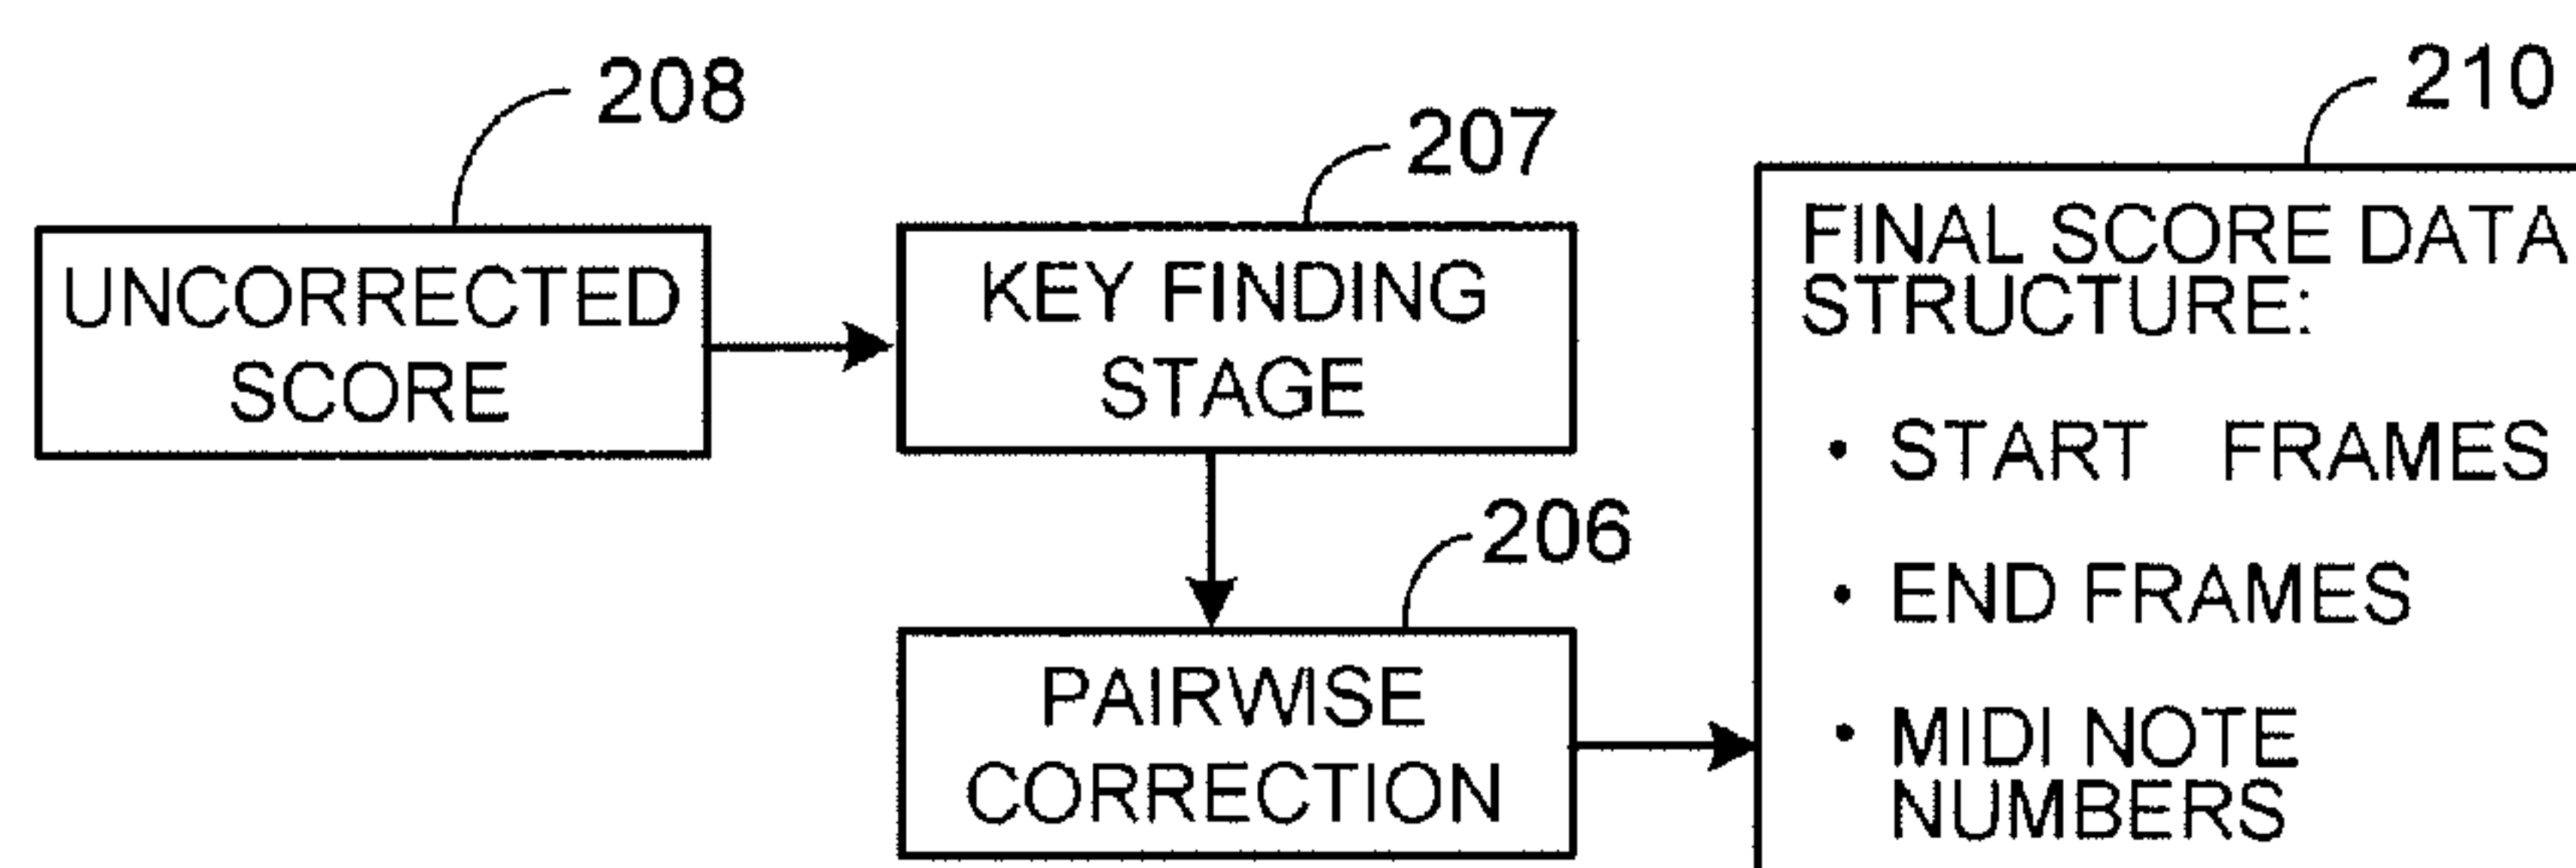 208
UNCORRECTED
SCORE
207
KEY FINDING
STAGE
206
PAIRWISE
CORRECTION
210
FINAL SCORE DATA
STRUCTURE:
• START FRAMES
• END FRAMES
• MIDI NOTE
NUMBERS